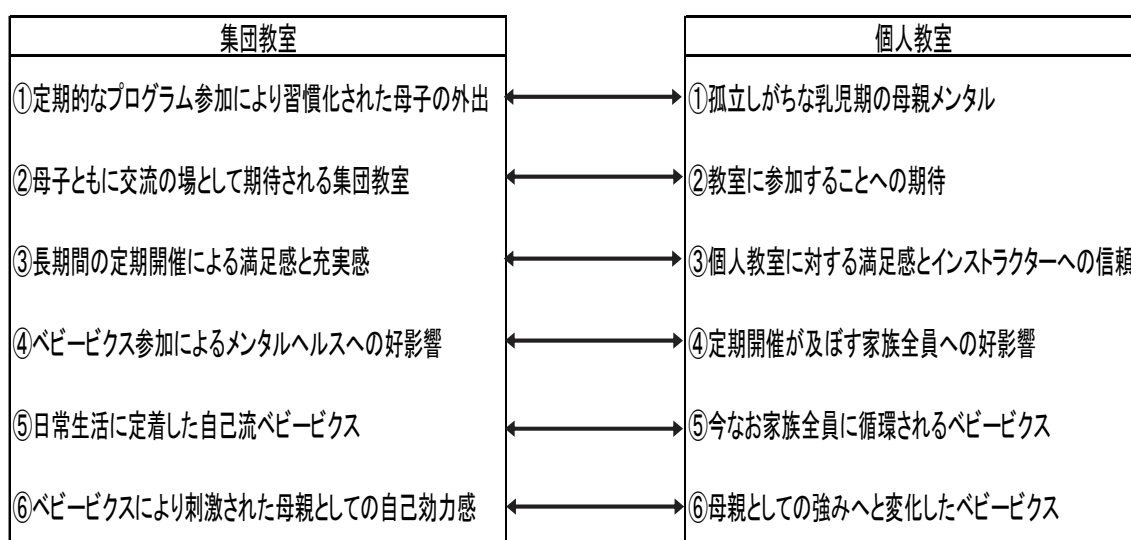 集団教室
①定期的なプログラム参加により習慣化された母子の外出
②母子ともに交流の場として期待される集団教室
③長期間の定期開催による満足感と充実感
④ベビービクス参加によるメンタルヘルスへの好影響
⑤日常生活に定着した自己流ベビービクス
⑥ベビービクスにより刺激された母親としての自己効力感
個人教室
①孤立しがちな乳児期の母親メンタル
②教室に参加することへの期待
③個人教室に対する満足感とインストラクターへの信頼
④定期開催が及ぼす家族全員への好影響
⑤今なお家族全員に循環されるベビービクス
⑥母親としての強みへと変化したベビービクス